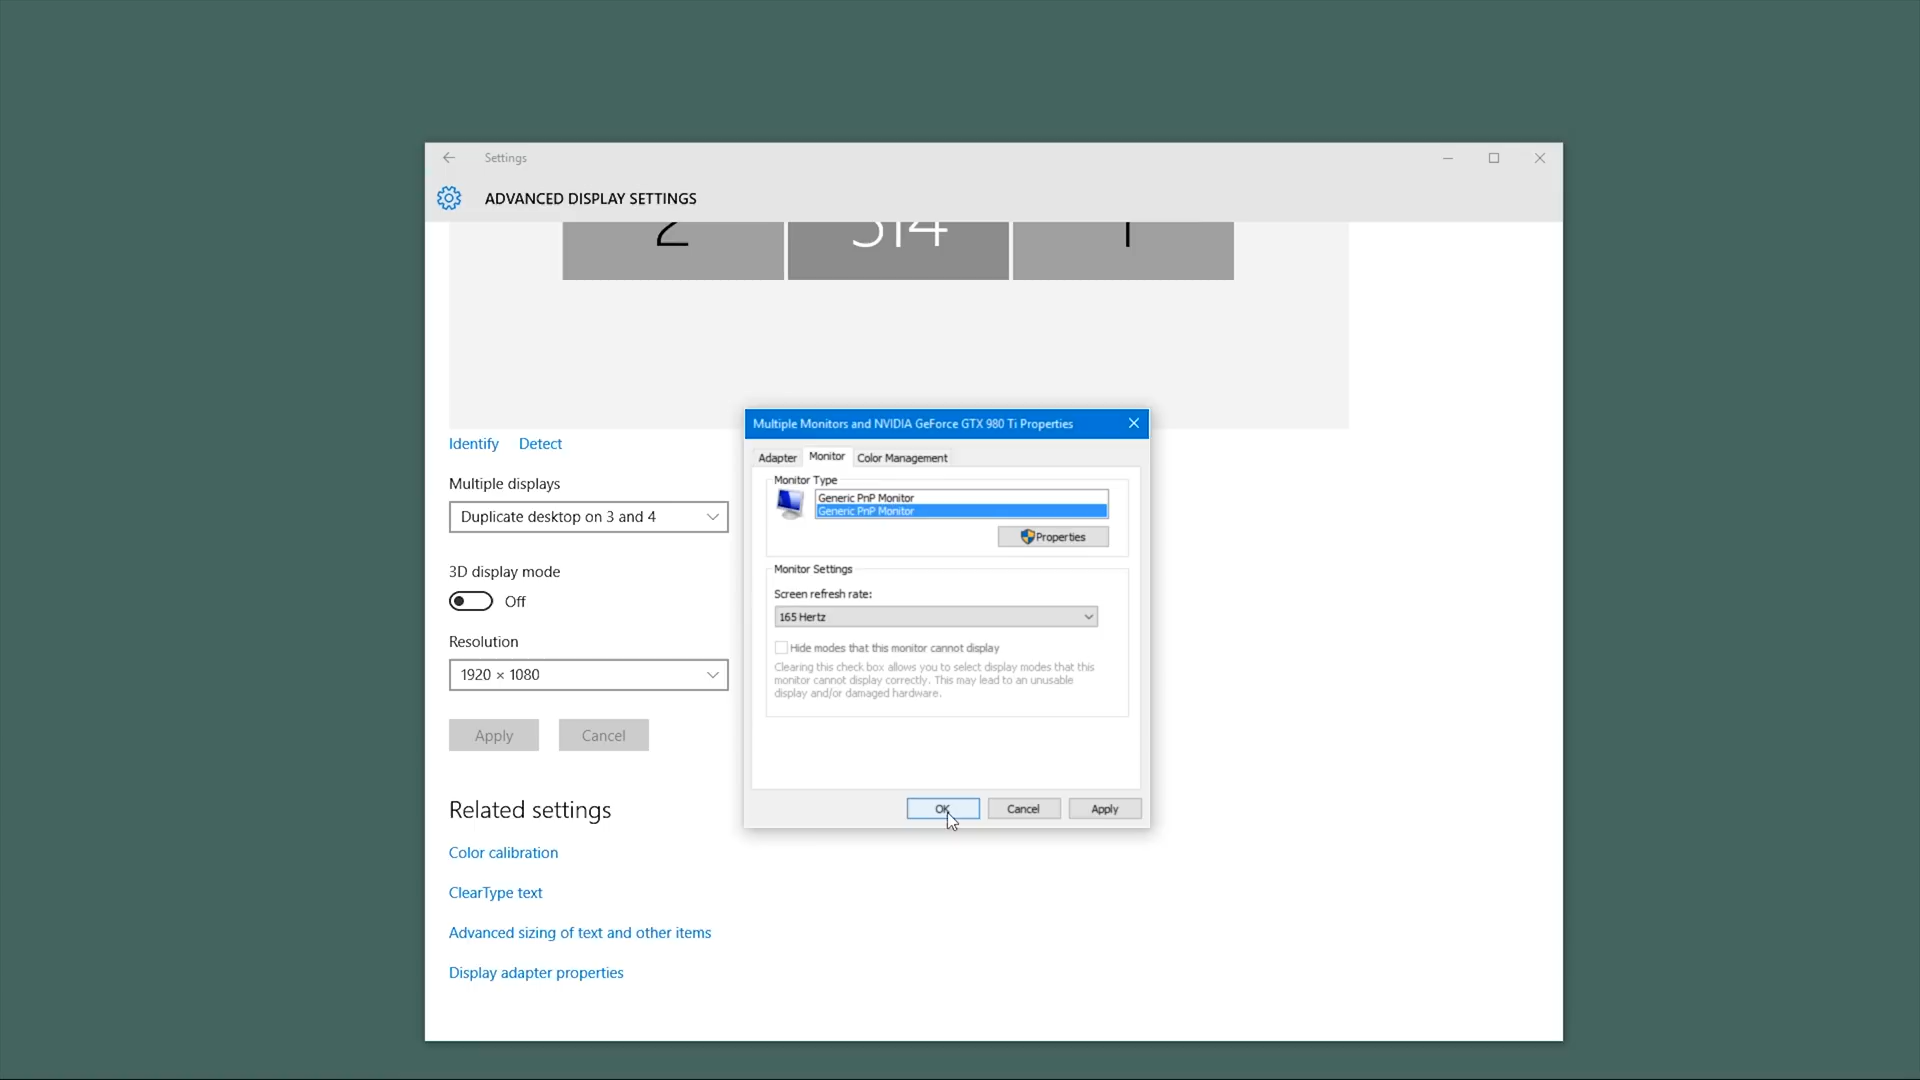 Settings
ADVANCED DISPLAY SETTINGS
2 3|4 1
Identify Detect
Multiple displays
Duplicate desktop on 3 and 4
3D display mode
Off
Resolution
1920 × 1080
Apply Cancel
Related settings
Color calibration
ClearType text
Advanced sizing of text and other items
Display adapter properties
Multiple Monitors and NVIDIA GeForce GTX 980 Ti Properties
Adapter Monitor Color Management
Monitor Type
Generic PnP Monitor
Generic PnP Monitor
Properties
Monitor Settings
Screen refresh rate:
165 Hertz
Hide modes that this monitor cannot display
Clearing this check box allows you to select display modes that this
monitor cannot display correctly. This may lead to an unusable
display and/or damaged hardware.
OK Cancel Apply